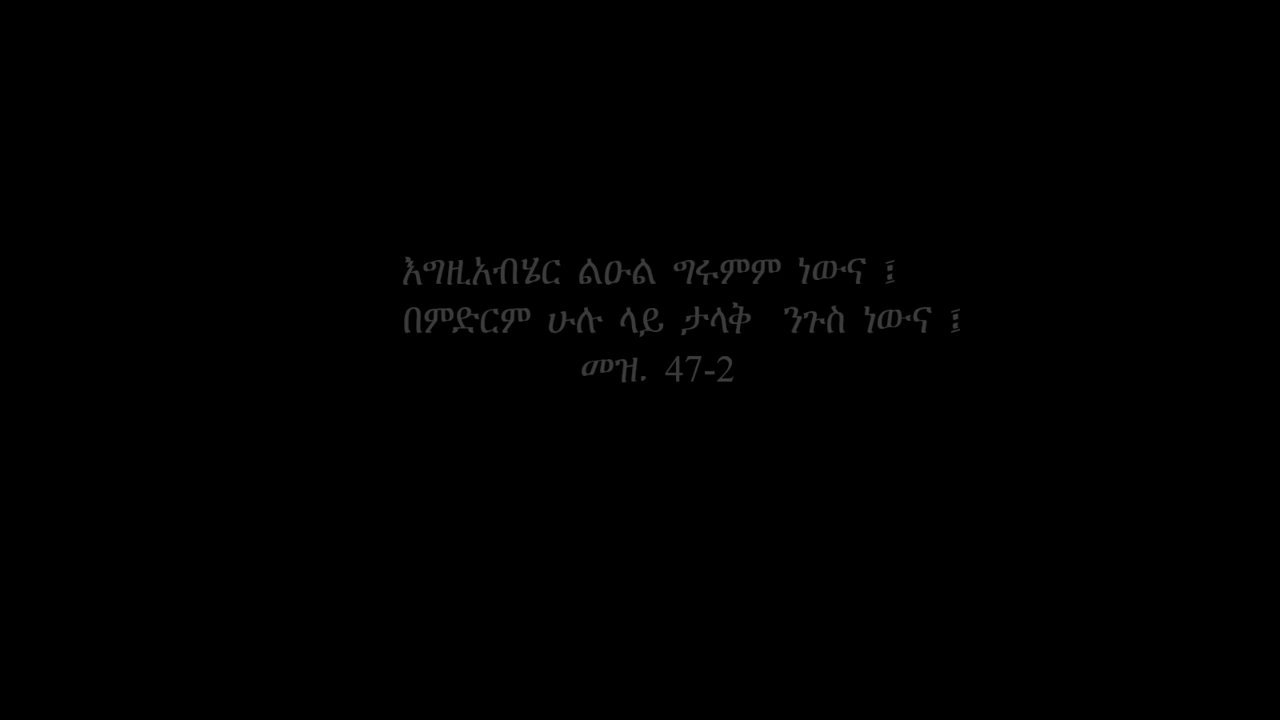 እግዚአብሄር ልዑል ግሩምም ነውና ፤
በምድርም ሁሉ ላይ ታላቅ ንጉስ ነውና ፤
መዝ. 47-2